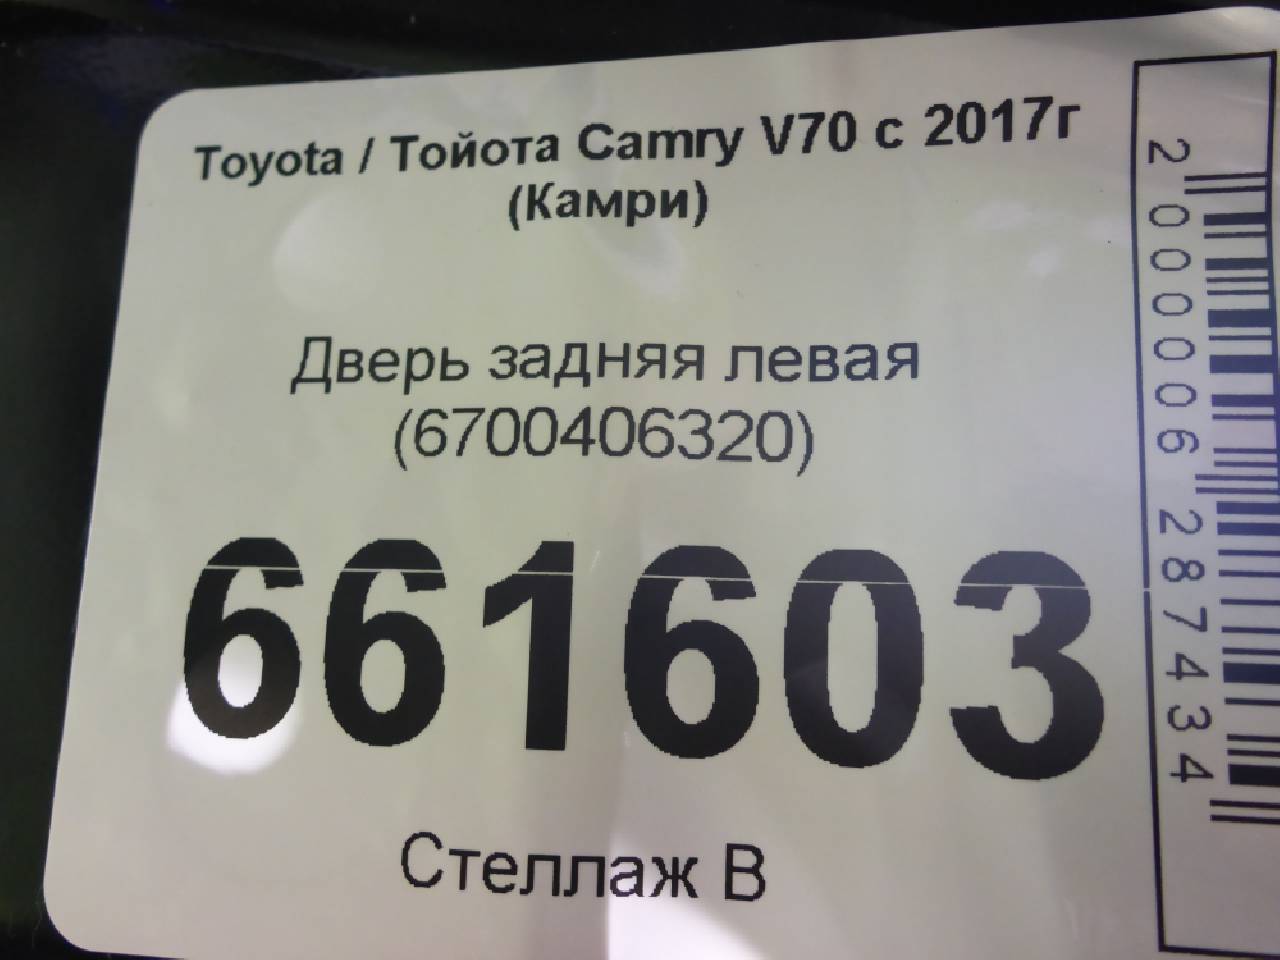 Toyota / Тойота Camry V70 с 2017г
(Камри)
Дверь задняя левая
(6700406320)
661603
Стеллаж В
2000006287434